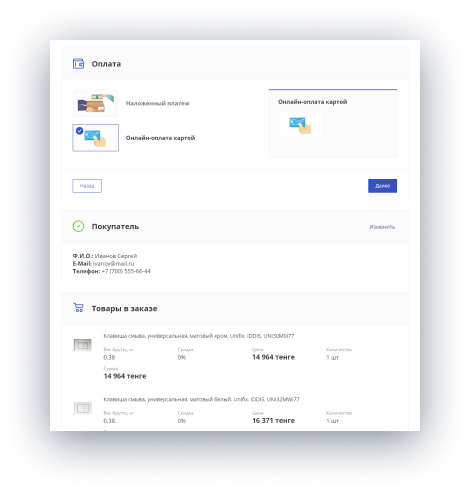 Оплата
Наложенный платеж
Онлайн-оплата картой
Онлайн-оплата картой
Назад
Далее
Покупатель
Изменить
Ф.И.О.: Иванов Сергей
E-Mail: ivanov@mail.ru
Телефон: +7 (700) 555-66-44
Товары в заказе
Клавиша смыва, универсальная, матовый хром, Unifix, IDDIS, UNI30M0i77
Вес брутто, кг Скидка Цена Количество
0.38 0% 14 964 тенге 1 шт
Сумма
14 964 тенге
Клавиша смыва, универсальная, матовый белый, Unifix, IDDIS, UNI32MWi77
Вес брутто, кг Скидка Цена Количество
0.38 0% 16 371 тенге 1 шт